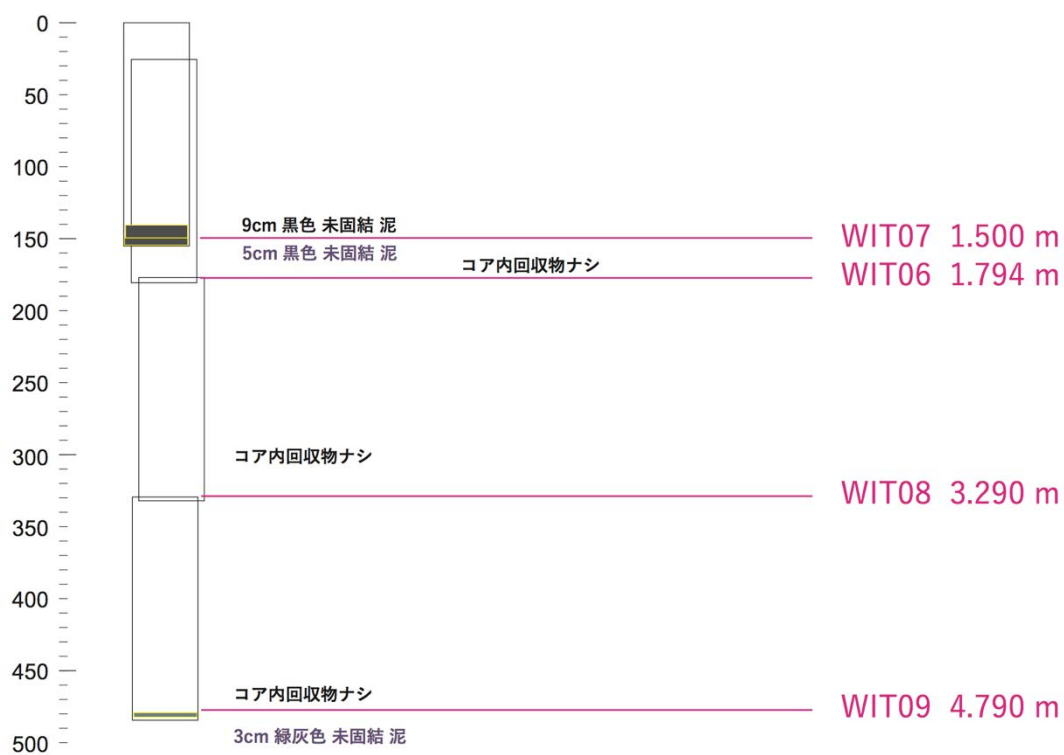 0
50
100
9cm 黒色 未固結 泥
150
WIT07 1.500 m
5cm 黒色 未固結 泥
コア内回収物ナシ
WIT06 1.794 m
200
250
300
コア内回収物ナシ
WIT08 3.290 m
350
400
450
コア内回収物ナシ
WIT09 4.790 m
3cm 緑灰色 未固結 泥
500